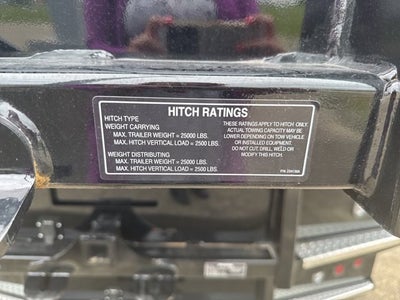 HITCH RATINGS
HITCH TYPE
WEIGHT CARRYING
MAX. TRAILER WEIGHT = 25000 LBS.
MAX. HITCH VERTICAL LOAD = 2500 LBS.
WEIGHT DISTRIBUTING
MAX. TRAILER WEIGHT = 25000 LBS.
MAX. HITCH VERTICAL LOAD = 2500 LBS.
THESE RATINGS APPLY TO HITCH ONLY.
ACTUAL TOWING CAPACITY MAY BE
LOWER DEPENDING ON TOW VEHICLE
OR INSTALLED EQUIPMENT.
DO NOT CUT, DRILL, WELD OR
MODIFY THIS HITCH.